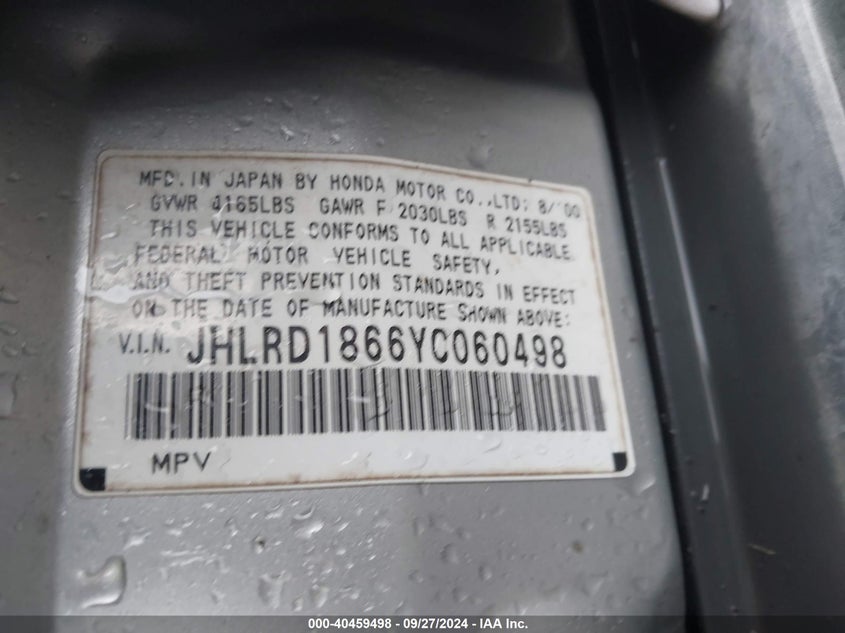 MFD. IN JAPAN BY HONDA MOTOR CO.,LTD: 8/'00
GVWR 4165LBS GAWR F 2030LBS R 2155LBS
THIS VEHICLE CONFORMS TO ALL APPLICABLE
FEDERAL MOTOR VEHICLE SAFETY,
AND THEFT PREVENTION STANDARDS IN EFFECT
ON THE DATE OF MANUFACTURE SHOWN ABOVE:
V.I.N. JHLRD1866YC060498
MPV
000-40459498 - 09/27/2024 - IAA Inc.